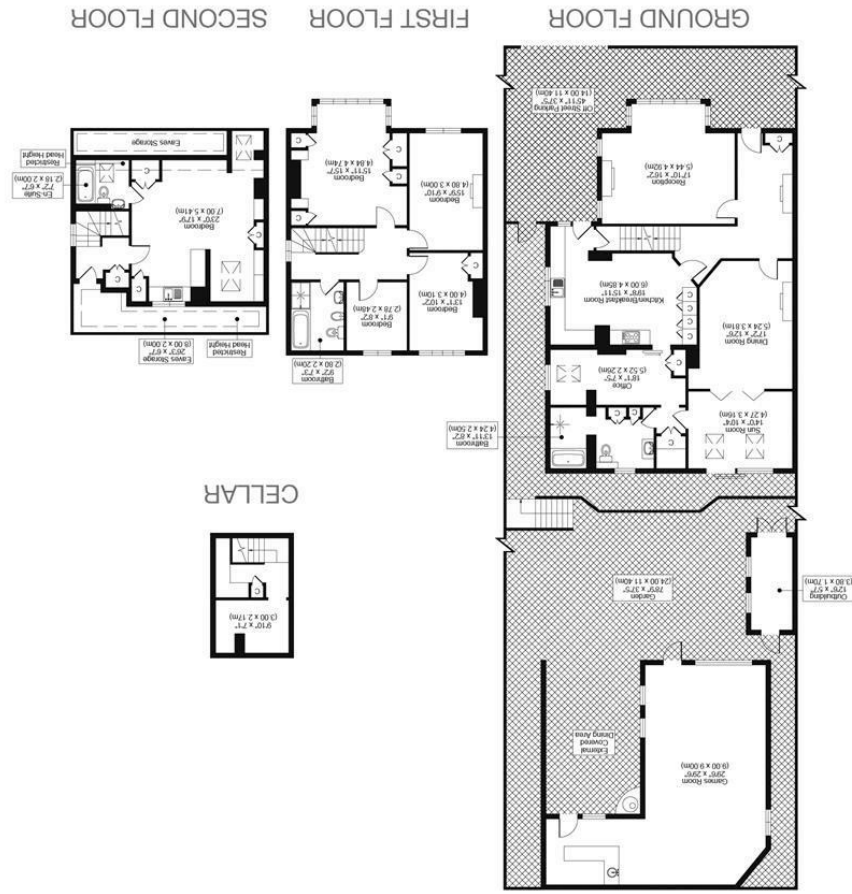 Games Room
29'6" x 29'6"
(9.00 x 9.00m)
External
Covered
Dining Area
Outbuilding
12'6" x 5'7"
(3.80 x 1.70m)
Garden
78'9" x 37'5"
(24.00 x 11.40m)
Sun Room
14'0" x 10'4"
(4.27 x 3.16m)
C
C
C
Bathroom
13'11" x 8'2"
(4.24 x 2.50m)
Office
18'1" x 7'5"
(5.52 x 2.26m)
C
Dining Room
17'2" x 12'6"
(5.24 x 3.81m)
C
C
C
C
Kitchen/Breakfast Room
19'8" x 15'11"
(6.00 x 4.85m)
Reception
17'10" x 16'2"
(5.44 x 4.92m)
C
Off Street Parking
45'11" x 37'5"
(14.00 x 11.40m)
GROUND FLOOR
9'10" x 7'1"
(3.00 x 2.17m)
C
CELLAR
Bathroom
9'2" x 7'3"
(2.80 x 2.20m)
Bedroom
13'1" x 10'2"
(4.00 x 3.10m)
C
Bedroom
9'1" x 8'2"
(2.78 x 2.48m)
Bedroom
15'9" x 9'10"
(4.80 x 3.00m)
C
C
C
Bedroom
15'11" x 15'7"
(4.84 x 4.74m)
FIRST FLOOR
Restricted
Head Height
Eaves Storage
26'3" x 6'7"
(8.00 x 2.00m)
C
C
C
Bedroom
23'0" x 17'9"
(7.00 x 5.41m)
C
En-Suite
7'2" x 6'7"
(2.18 x 2.00m)
Restricted
Head Height
Eaves Storage
SECOND FLOOR